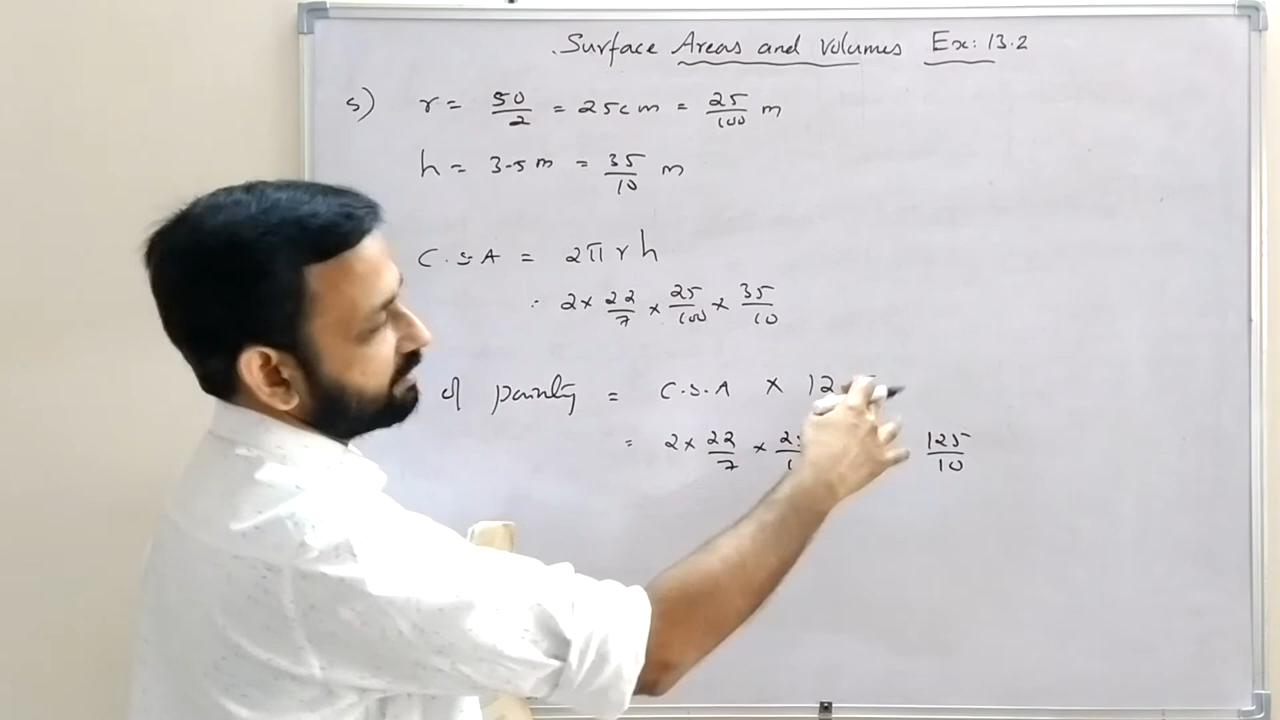 Surface Areas and Volumes Ex: 13.2
5) r = 50/2 = 25cm = 25/100 m
h = 3.5 m = 35/10 m
C.S.A = 2πrh
: 2 × 22/7 × 25/100 × 35/10
of painting = C.S.A × 12
= 2 × 22/7 × 125/10